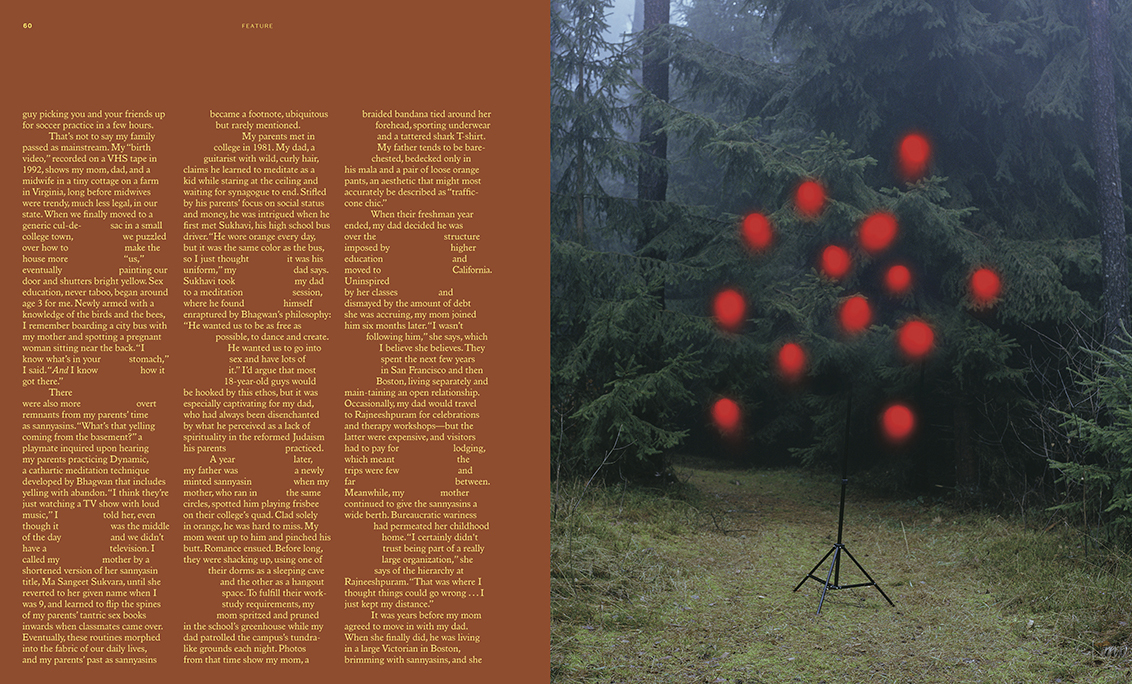 60
FEATURE
guy picking you and your friends up
for soccer practice in a few hours.
That's not to say my family
passed as mainstream. My “birth
video,” recorded on a VHS tape in
1992, shows my mom, dad, and a
midwife in a tiny cottage on a farm
in Virginia, long before midwives
were trendy, much less legal, in our
state. When we finally moved to a
generic cul-de- sac in a small
college town, we puzzled
over how to make the
house more “us,”
eventually painting our
door and shutters bright yellow. Sex
education, never taboo, began around
age 3 for me. Newly armed with a
knowledge of the birds and the bees,
I remember boarding a city bus with
my mother and spotting a pregnant
woman sitting near the back. “I
know what's in your stomach,”
I said. “And I know how it
got there.”
There
were also more overt
remnants from my parents' time
as sannyasins. “What's that yelling
coming from the basement?” a
playmate inquired upon hearing
my parents practicing Dynamic,
a cathartic meditation technique
developed by Bhagwan that includes
yelling with abandon. “I think they're
just watching a TV show with loud
music,” I told her, even
though it was the middle
of the day and we didn't
have a television. I
called my mother by a
shortened version of her sannyasin
title, Ma Sangeet Sukvara, until she
reverted to her given name when I
was 9, and learned to flip the spines
of my parents' tantric sex books
inwards when classmates came over.
Eventually, these routines morphed
into the fabric of our daily lives,
and my parents' past as sannyasins
became a footnote, ubiquitous
but rarely mentioned.
My parents met in
college in 1981. My dad, a
guitarist with wild, curly hair,
claims he learned to meditate as a
kid while staring at the ceiling and
waiting for synagogue to end. Stifled
by his parents' focus on social status
and money, he was intrigued when he
first met Sukhavi, his high school bus
driver. “He wore orange every day,
but it was the same color as the bus,
so I just thought it was his
uniform,” my dad says.
Sukhavi took my dad
to a meditation session,
where he found himself
enraptured by Bhagwan's philosophy:
“He wanted us to be as free as
possible, to dance and create.
He wanted us to go into
sex and have lots of
it.” I'd argue that most
18-year-old guys would
be hooked by this ethos, but it was
especially captivating for my dad,
who had always been disenchanted
by what he perceived as a lack of
spirituality in the reformed Judaism
his parents practiced.
A year later,
my father was a newly
minted sannyasin when my
mother, who ran in the same
circles, spotted him playing frisbee
on their college's quad. Clad solely
in orange, he was hard to miss. My
mom went up to him and pinched his
butt. Romance ensued. Before long,
they were shacking up, using one of
their dorms as a sleeping cave
and the other as a hangout
space. To fulfill their work-
study requirements, my
mom spritzed and pruned
in the school's greenhouse while my
dad patrolled the campus's tundra-
like grounds each night. Photos
from that time show my mom, a
braided bandana tied around her
forehead, sporting underwear
and a tattered shark T-shirt.
My father tends to be bare-
chested, bedecked only in
his mala and a pair of loose orange
pants, an aesthetic that might most
accurately be described as “traffic-
cone chic.”
When their freshman year
ended, my dad decided he was
over the structure
imposed by higher
education and
moved to California.
Uninspired
by her classes and
dismayed by the amount of debt
she was accruing, my mom joined
him six months later. “I wasn't
following him,” she says, which
I believe she believes. They
spent the next few years
in San Francisco and then
Boston, living separately and
main-taining an open relationship.
Occasionally, my dad would travel
to Rajneeshpuram for celebrations
and therapy workshops—but the
latter were expensive, and visitors
had to pay for lodging,
which meant the
trips were few and
far between.
Meanwhile, my mother
continued to give the sannyasins a
wide berth. Bureaucratic wariness
had permeated her childhood
home. “I certainly didn't
trust being part of a really
large organization,” she
says of the hierarchy at
Rajneeshpuram. “That was where I
thought things could go wrong . . . I
just kept my distance.”
It was years before my mom
agreed to move in with my dad.
When she finally did, he was living
in a large Victorian in Boston,
brimming with sannyasins, and she